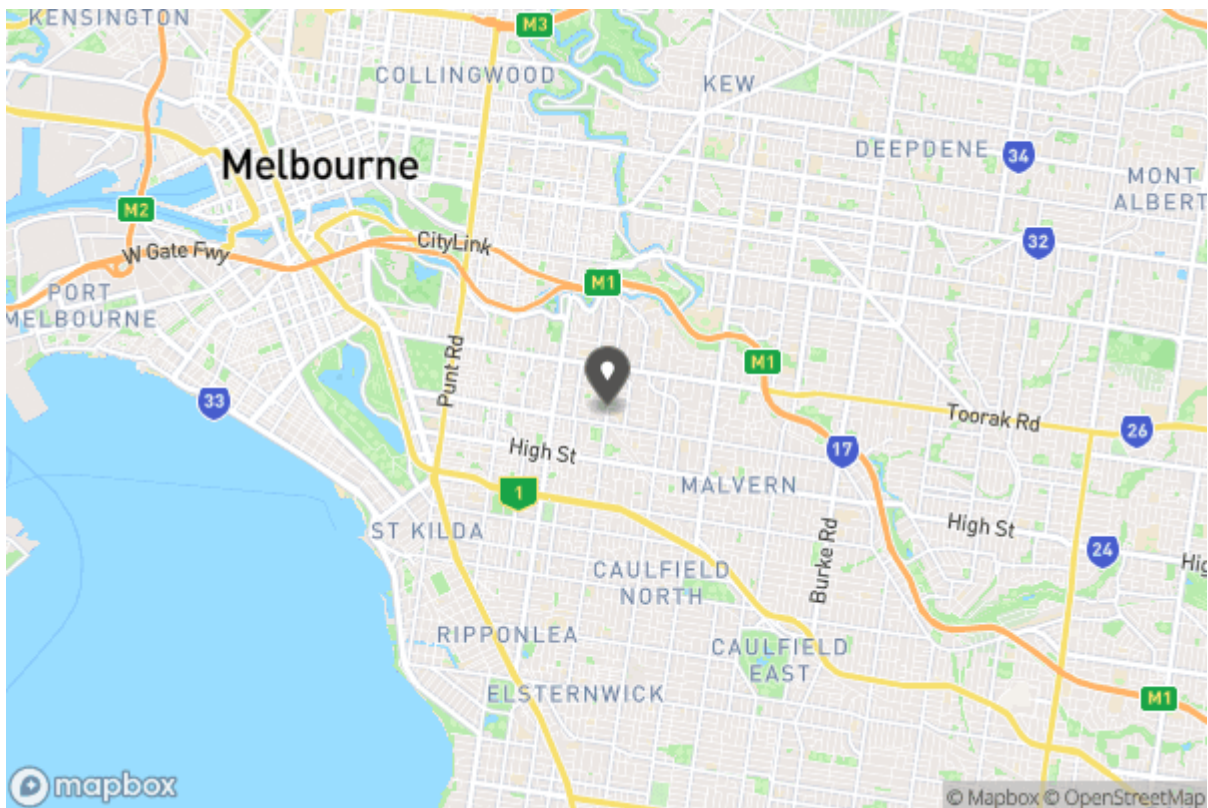 KENSINGTON
M3
COLLINGWOOD
KEW
DEEPDENE
34
Melbourne
MONT
ALBERT
M2
CityLink
32
W Gate Fwy
M1
PORT
MELBOURNE
Punt Rd
M1
33
Toorak Rd
26
High St
17
1
MALVERN
ST KILDA
High St
24
Burke Rd
CAULFIELD
NORTH
Hig
RIPPONLEA
CAULFIELD
EAST
ELSTERNWICK
M1
mapbox
© Mapbox © OpenStreetMap